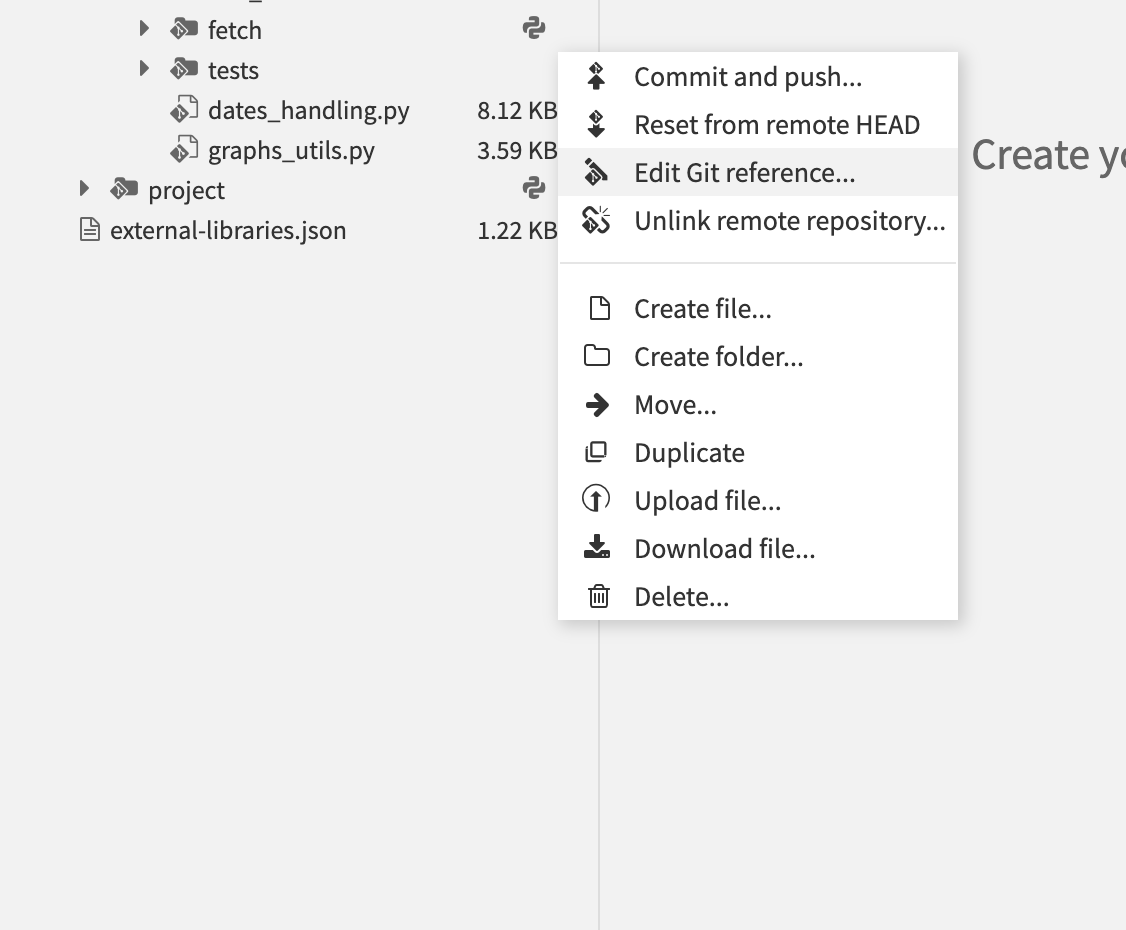 fetch
tests
dates_handling.py 8.12 KB
graphs_utils.py 3.59 KB
project
external-libraries.json 1.22 KB
Commit and push...
Reset from remote HEAD
Edit Git reference...
Unlink remote repository...
Create file...
Create folder...
Move...
Duplicate
Upload file...
Download file...
Delete...
Create